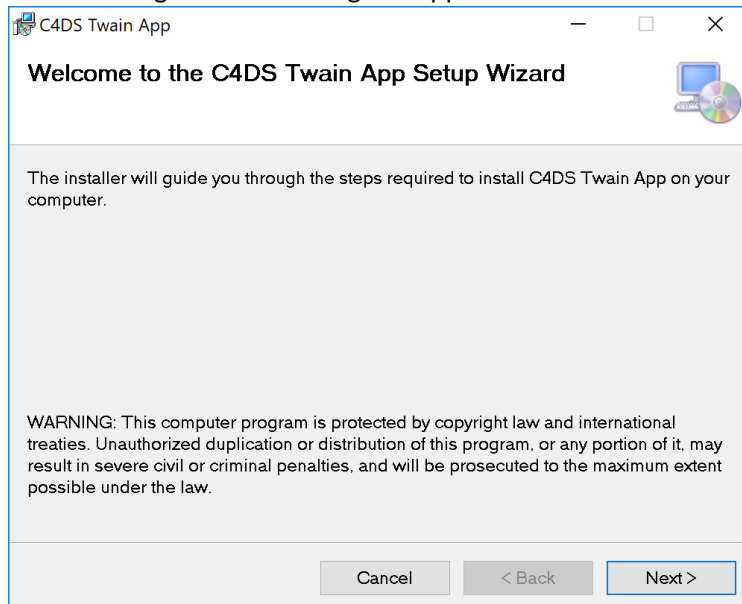 C4DS Twain App
Welcome to the C4DS Twain App Setup Wizard
The installer will guide you through the steps required to install C4DS Twain App on your
computer.
WARNING: This computer program is protected by copyright law and international
treaties. Unauthorized duplication or distribution of this program, or any portion of it, may
result in severe civil or criminal penalties, and will be prosecuted to the maximum extent
possible under the law.
Cancel
< Back
Next >